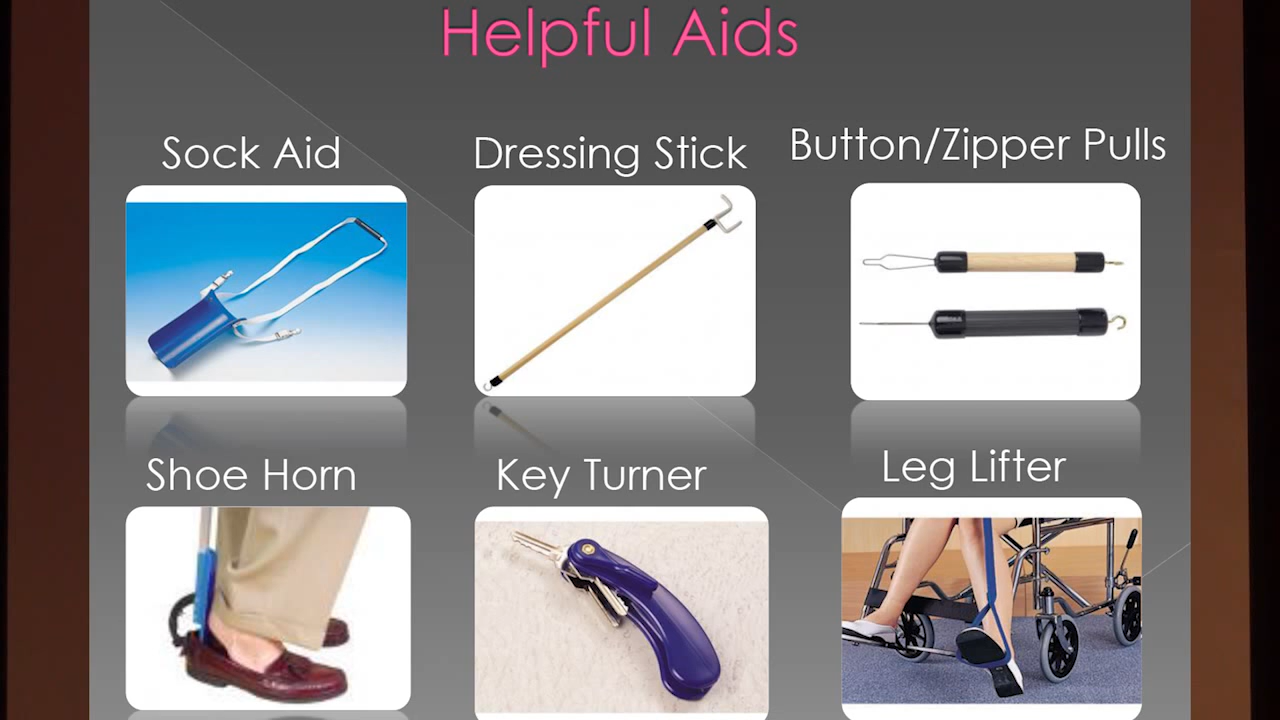 Helpful Aids
Sock Aid
Dressing Stick
Button/Zipper Pulls
Shoe Horn
Key Turner
Leg Lifter